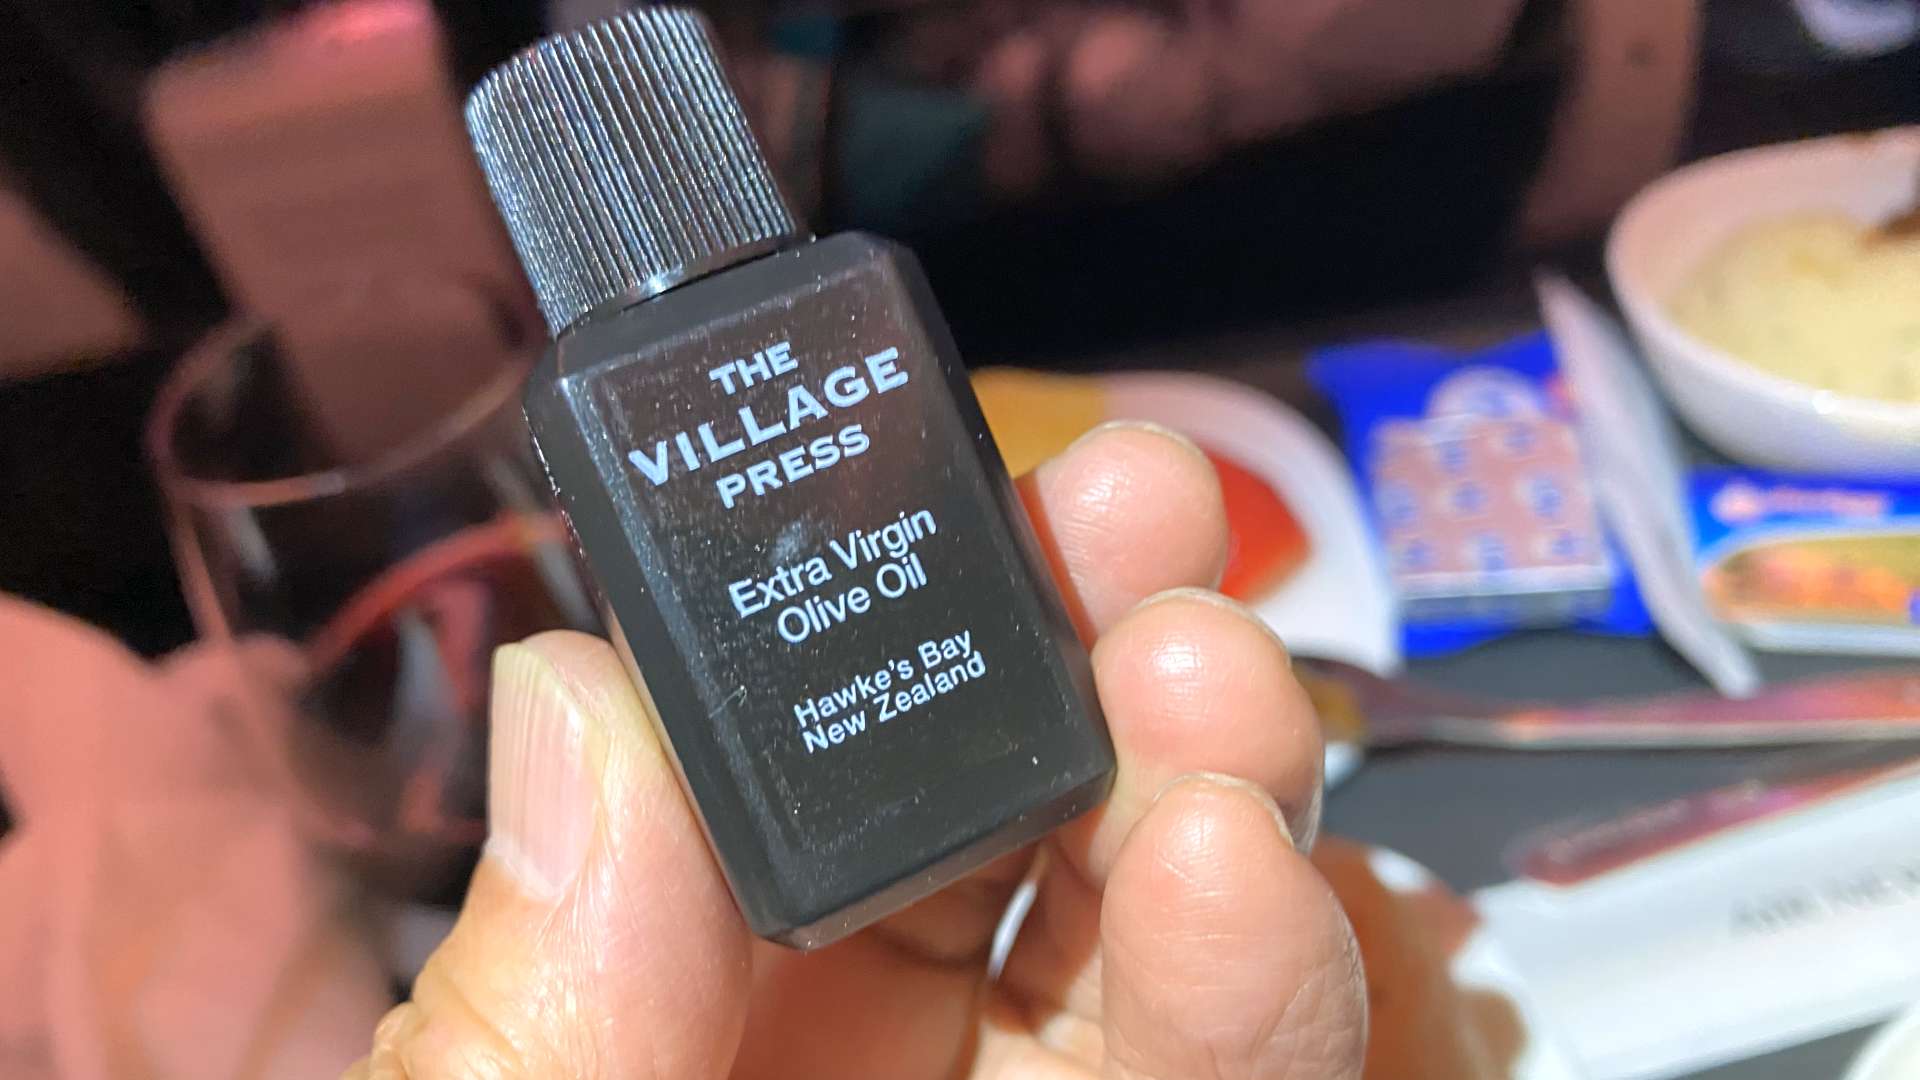 THE
VILLAGE
PRESS
Extra Virgin
Olive Oil
Hawke's Bay
New Zealand